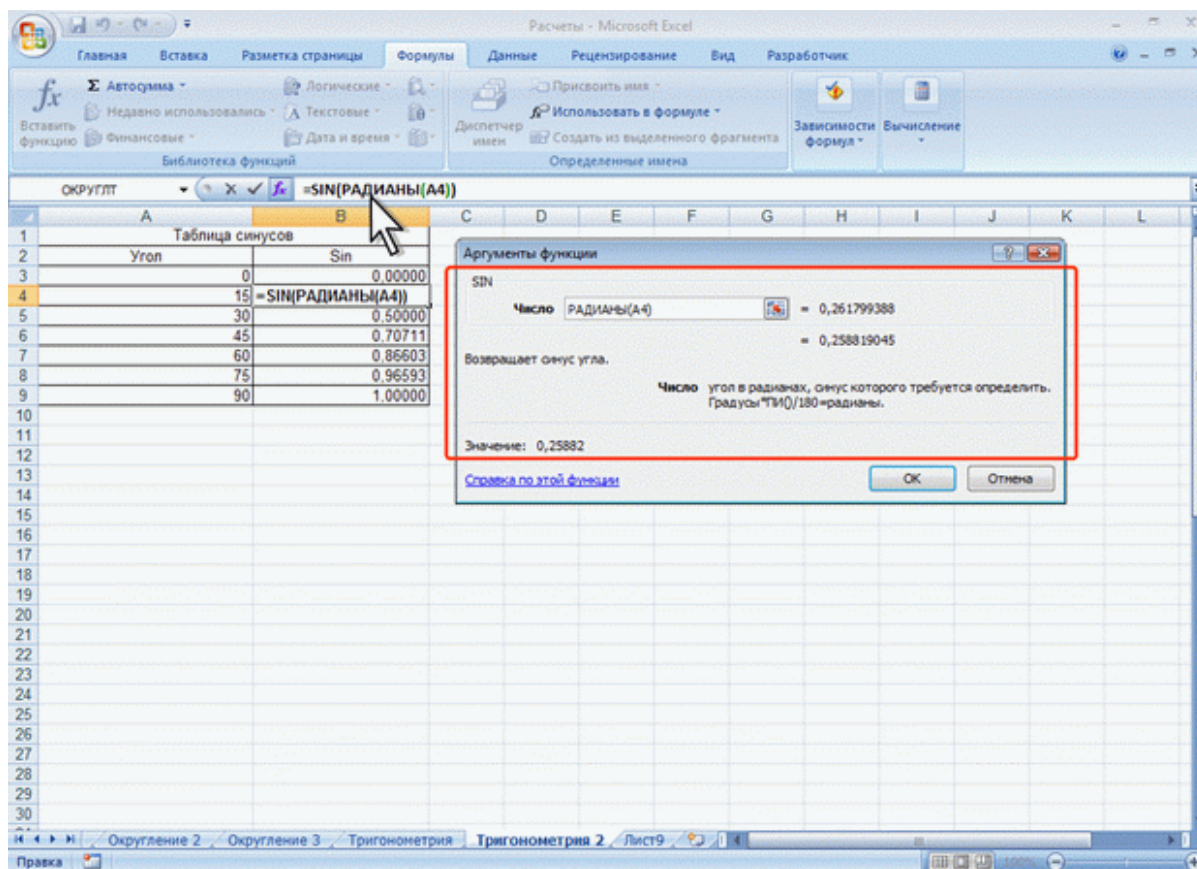 Расчеты - Microsoft Excel
Главная Вставка Разметка страницы Формулы Данные Рецензирование Вид Разработчик
fx Вставить функцию
Σ Автосумма
Недавно использовались
Финансовые
Логические
Текстовые
Дата и время
Библиотека функций
Диспетчер имен
Присвоить имя
Использовать в формуле
Создать из выделенного фрагмента
Определенные имена
Зависимости формул
Вычисление
ОКРУГЛТ fx =SIN(РАДИАНЫ(A4))
A B C D E F G H I J K L
1 Таблица синусов
2 Угол Sin
3 0 0,00000
4 15 =SIN(РАДИАНЫ(A4))
5 30 0,50000
6 45 0,70711
7 60 0,86603
8 75 0,96593
9 90 1,00000
10
11
12
13
14
15
16
17
18
19
20
21
22
23
24
25
26
27
28
29
30
Аргументы функции
SIN
Число РАДИАНЫ(A4) = 0,261799388
= 0,258819045
Возвращает синус угла.
Число угол в радианах, синус которого требуется определить.
Градусы*ПИ()/180=радианы.
Значение: 0,25882
Справка по этой функции
ОК Отмена
Округление 2 Округление 3 Тригонометрия Тригонометрия 2 Лист9
Правка 100%